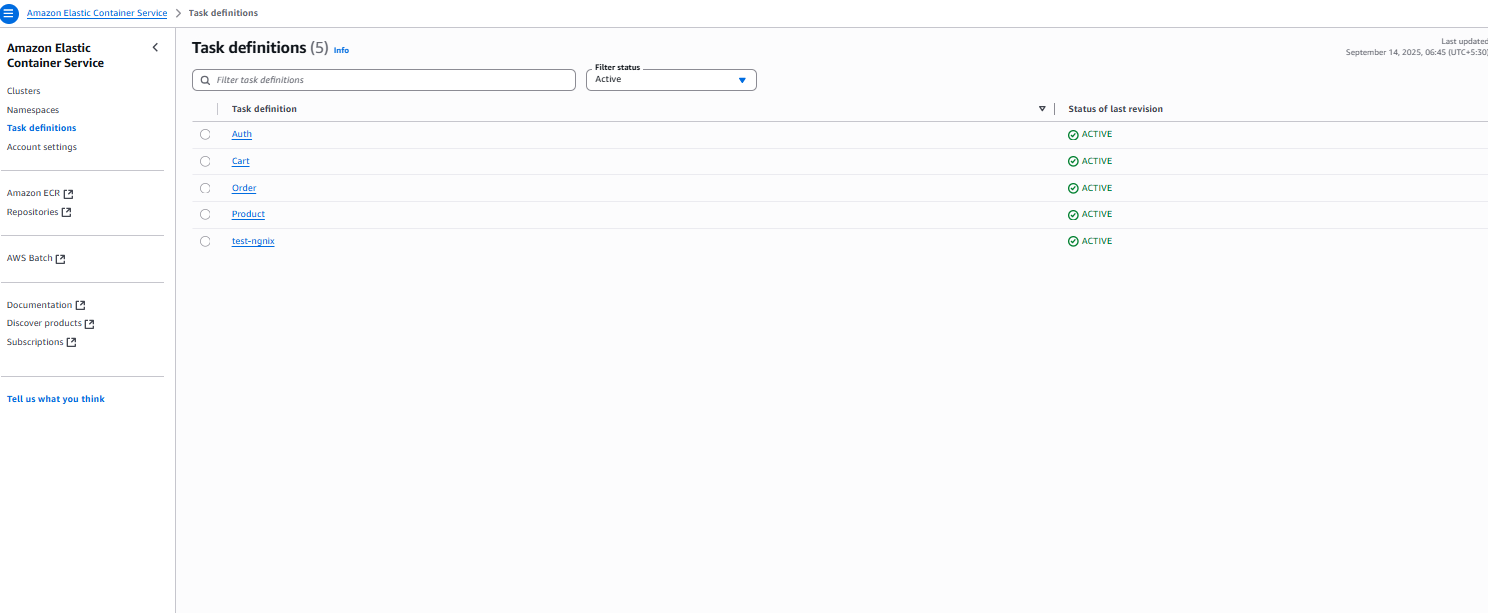 Amazon Elastic Container Service > Task definitions
Amazon Elastic
Container Service
Clusters
Namespaces
Task definitions
Account settings
Amazon ECR
Repositories
AWS Batch
Documentation
Discover products
Subscriptions
Tell us what you think
Task definitions (5) Info
Last updated
September 14, 2025, 06:45 (UTC+5:30)
Filter task definitions
Filter status
Active
Task definition Status of last revision
Auth ACTIVE
Cart ACTIVE
Order ACTIVE
Product ACTIVE
test-ngnix ACTIVE